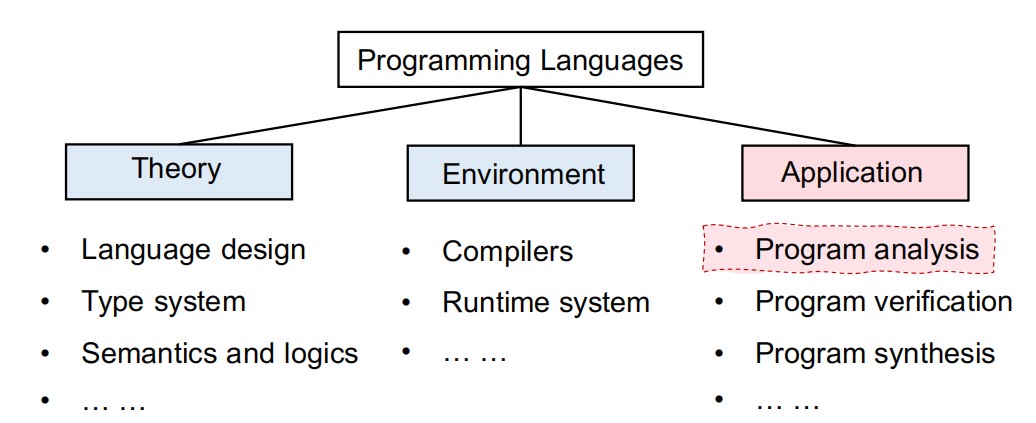 Programming Languages
Theory
• Language design
• Type system
• Semantics and logics
• … …
Environment
• Compilers
• Runtime system
• … …
Application
• Program analysis
• Program verification
• Program synthesis
• … …